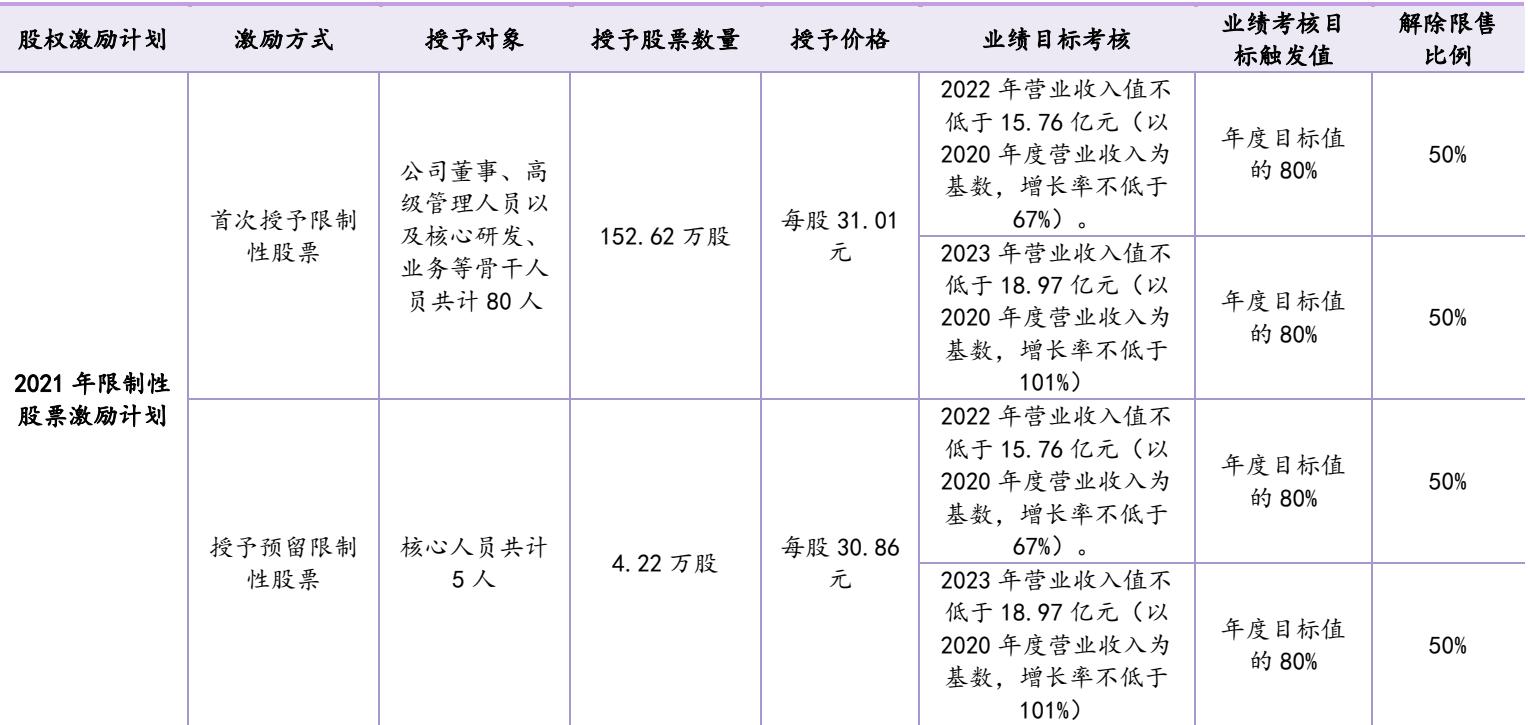 股权激励计划
激励方式
授予对象
授予股票数量
授予价格
业绩目标考核
业绩考核目
标触发值
解除限售
比例
2021 年限制性
股票激励计划
首次授予限制
性股票
公司董事、高
级管理人员以
及核心研发、
业务等骨干人
员共计 80 人
152.62 万股
每股 31.01
元
2022 年营业收入值不
低于 15.76 亿元（以
2020 年度营业收入为
基数，增长率不低于
67%）。
年度目标值
的 80%
50%
2023 年营业收入值不
低于 18.97 亿元（以
2020 年度营业收入为
基数，增长率不低于
101%）
年度目标值
的 80%
50%
授予预留限制
性股票
核心人员共计
5 人
4.22 万股
每股 30.86
元
2022 年营业收入值不
低于 15.76 亿元（以
2020 年度营业收入为
基数，增长率不低于
67%）。
年度目标值
的 80%
50%
2023 年营业收入值不
低于 18.97 亿元（以
2020 年度营业收入为
基数，增长率不低于
101%）
年度目标值
的 80%
50%